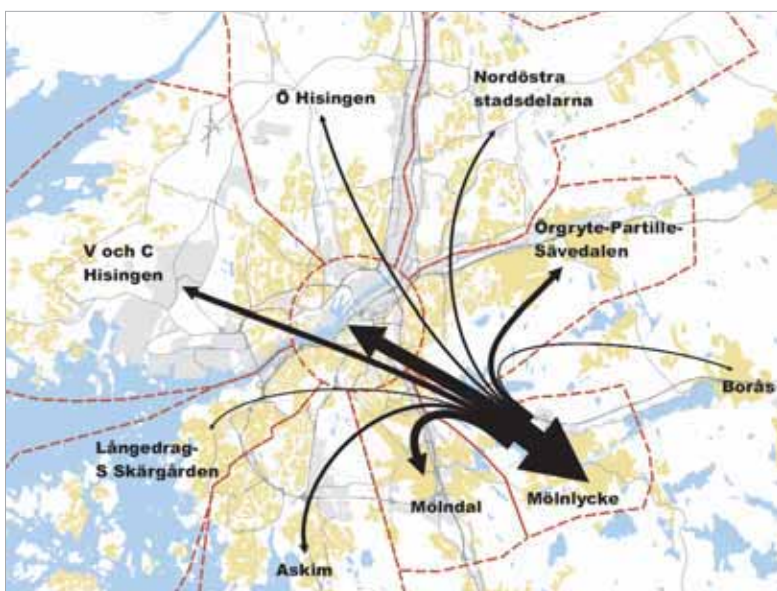 Nordöstra
stadsdelarna
Ö Hisingen
Örgryte-Partille-
Sävedalen
V och C
Hisingen
Borås
Långedrag-
S Skärgården
Mölndal
Mölnlycke
Askim